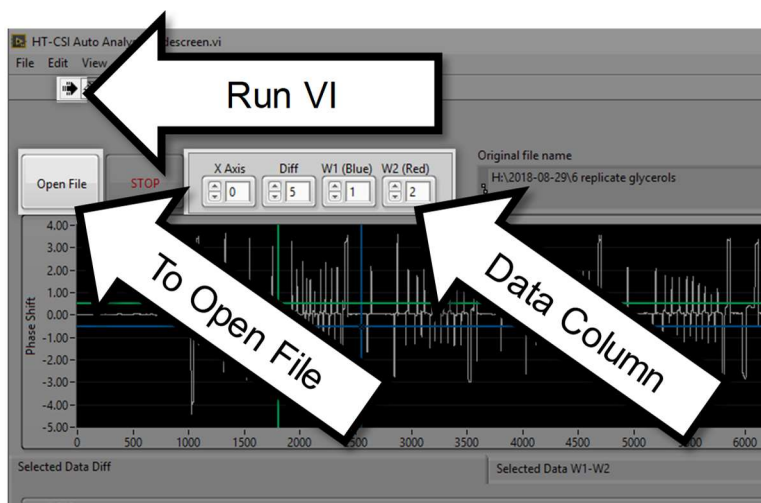 HT-CSI Auto Analy descreen.vi
File Edit View
Run VI
Open File
STOP
X Axis Diff W1 (Blue) W2 (Red)
0 5 1 2
Original file name
H:\2018-08-29\6 replicate glycerols
To Open File
Data Column
Phase Shift
4.00
3.00
2.00
1.00
0.00
-1.00
-2.00
-3.00
-4.00
-5.00
0 500 1000 1500 2000 2500 3000 3500 4000 4500 5000 5500 6000
Selected Data Diff
Selected Data W1-W2